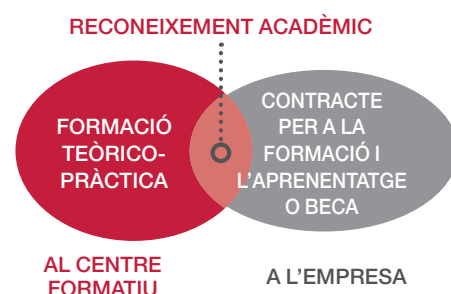 RECONEIXEMENT ACADÈMIC
FORMACIÓ
TEÒRICO-
PRÀCTICA
CONTRACTE
PER A LA
FORMACIÓ I
L'APRENENTATGE
O BECA
AL CENTRE
FORMATIU
A L'EMPRESA